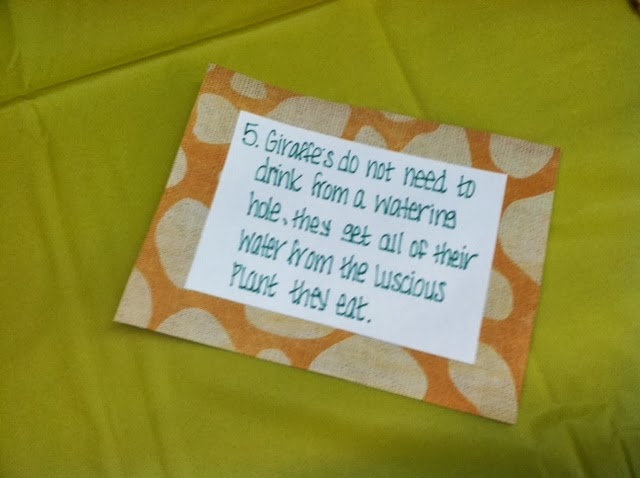 5. Giraffe's do not need to
drink from a watering
hole, they get all of their
water from the luscious
Plant they eat.